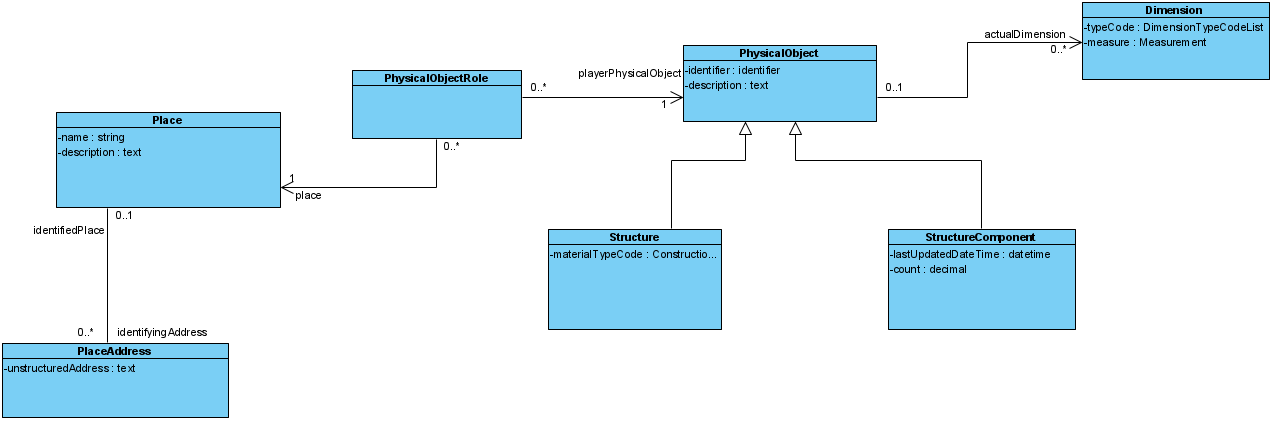 Dimension
-typeCode : DimensionTypeCodeList
-measure : Measurement
actualDimension
0..*
PhysicalObject
-identifier : identifier
-description : text
0..1
playerPhysicalObject
1
PhysicalObjectRole
0..*
0..*
Place
-name : string
-description : text
1
place
0..1
identifiedPlace
Structure
-materialTypeCode : Constructio...
StructureComponent
-lastUpdatedDateTime : datetime
-count : decimal
0..*
identifyingAddress
PlaceAddress
-unstructuredAddress : text